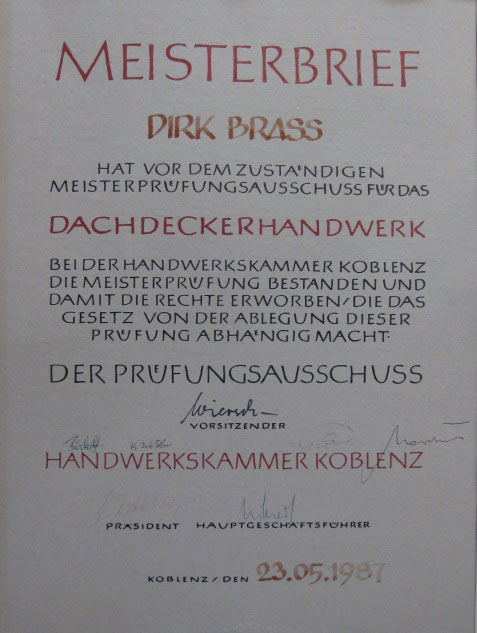 MEISTERBRIEF
DIRK BRASS
HAT VOR DEM ZUSTÄNDIGEN
MEISTERPRÜFUNGSAUSSCHUSS FÜR DAS
DACHDECKERHANDWERK
BEI DER HANDWERKSKAMMER KOBLENZ
DIE MEISTERPRÜFUNG BESTANDEN UND
DAMIT DIE RECHTE ERWORBEN, DIE DAS
GESETZ VON DER ABLEGUNG DIESER
PRÜFUNG ABHÄNGIG MACHT.
DER PRÜFUNGSAUSSCHUSS
VORSITZENDER
HANDWERKSKAMMER KOBLENZ
PRÄSIDENT HAUPTGESCHÄFTSFÜHRER
KOBLENZ, DEN 23.05.1987